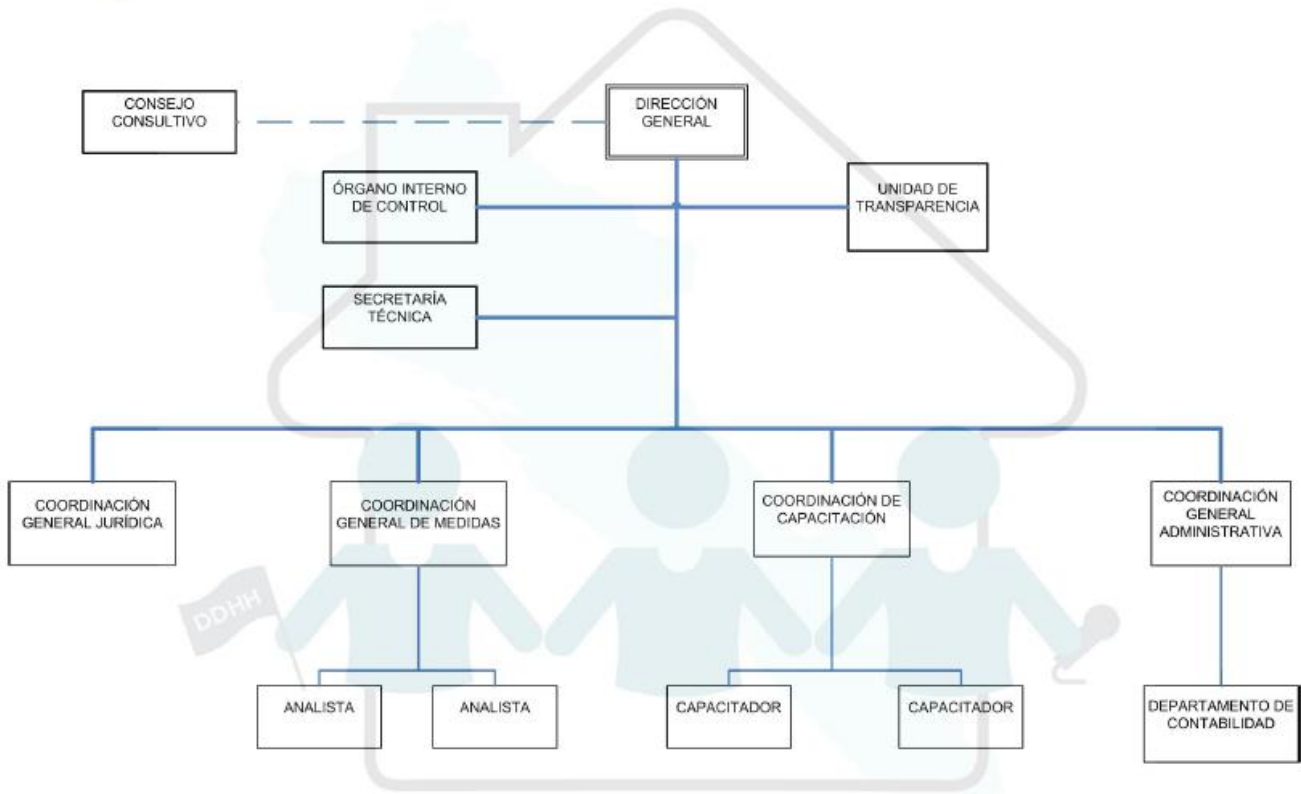 CONSEJO
CONSULTIVO
DIRECCIÓN
GENERAL
ÓRGANO INTERNO
DE CONTROL
UNIDAD DE
TRANSPARENCIA
SECRETARÍA
TÉCNICA
COORDINACIÓN
GENERAL JURÍDICA
COORDINACIÓN
GENERAL DE MEDIDAS
COORDINACIÓN DE
CAPACITACIÓN
COORDINACIÓN
GENERAL
ADMINISTRATIVA
DDHH
ANALISTA
ANALISTA
CAPACITADOR
CAPACITADOR
DEPARTAMENTO DE
CONTABILIDAD